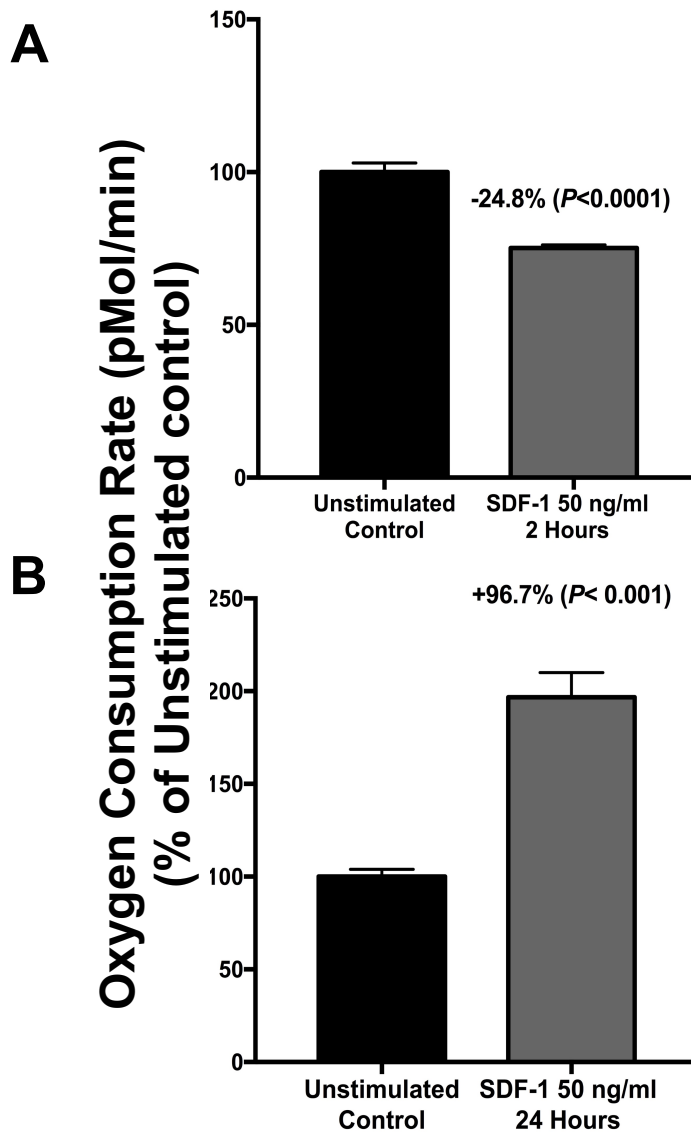 A
Oxygen Consumption Rate (pMol/min)
(% of Unstimulated control)
150
100
50
0
-24.8% (P<0.0001)
Unstimulated
Control
SDF-1 50 ng/ml
2 Hours
B
250
200
150
100
50
0
+96.7% (P< 0.001)
Unstimulated
Control
SDF-1 50 ng/ml
24 Hours